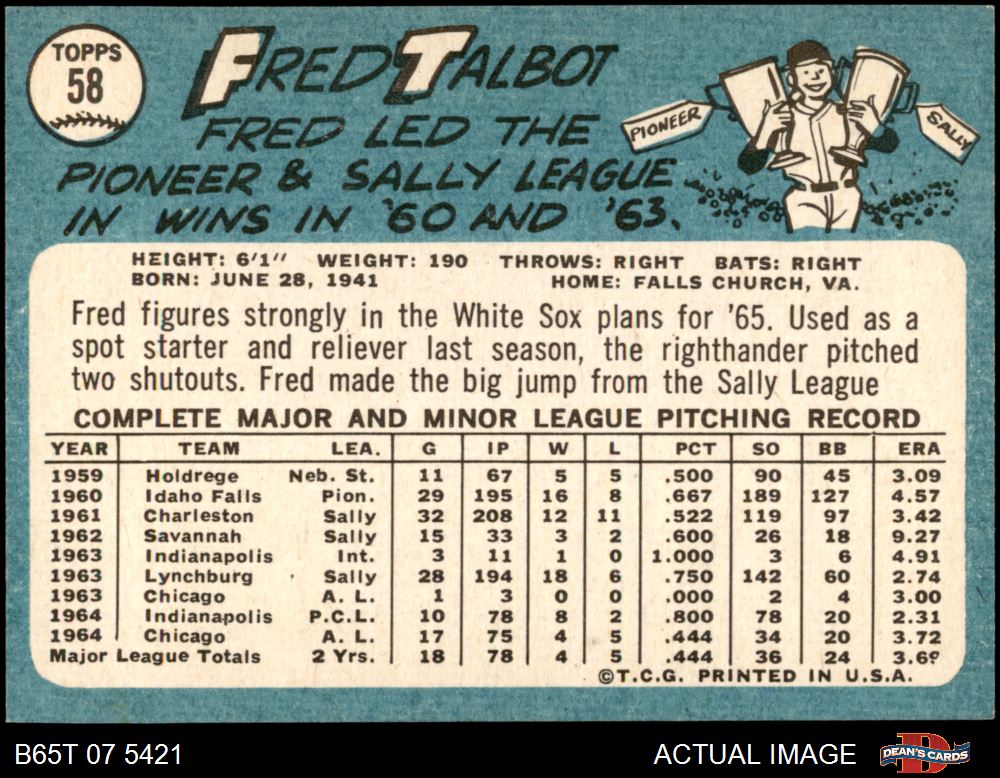 TOPPS
58
FRED TALBOT
FRED LED THE
PIONEER & SALLY LEAGUE
IN WINS IN '60 AND '63.
PIONEER
SALLY
HEIGHT: 6'1" WEIGHT: 190 THROWS: RIGHT BATS: RIGHT
BORN: JUNE 28, 1941 HOME: FALLS CHURCH, VA.
Fred figures strongly in the White Sox plans for '65. Used as a
spot starter and reliever last season, the righthander pitched
two shutouts. Fred made the big jump from the Sally League
COMPLETE MAJOR AND MINOR LEAGUE PITCHING RECORD
YEAR TEAM LEA. G IP W L PCT SO BB ERA
1959 Holdrege Neb. St. 11 67 5 5 .500 90 45 3.09
1960 Idaho Falls Pion. 29 195 16 8 .667 189 127 4.57
1961 Charleston Sally 32 208 12 11 .522 119 97 3.42
1962 Savannah Sally 15 33 3 2 .600 26 18 9.27
1963 Indianapolis Int. 3 11 1 0 1.000 3 6 4.91
1963 Lynchburg Sally 28 194 18 6 .750 142 60 2.74
1963 Chicago A. L. 1 3 0 0 .000 2 4 3.00
1964 Indianapolis P.C.L. 10 78 8 2 .800 78 20 2.31
1964 Chicago A. L. 17 75 4 5 .444 34 20 3.72
Major League Totals 2 Yrs. 18 78 4 5 .444 36 24 3.69
©T.C.G. PRINTED IN U.S.A.
B65T 07 5421 ACTUAL IMAGE DEAN'S CARDS